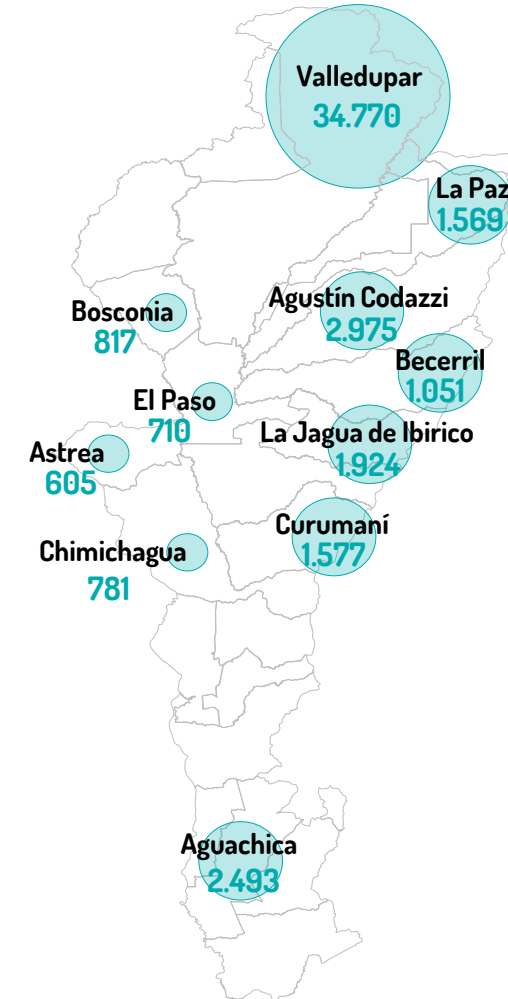 Valledupar
34.770
La Paz
1.569
Agustín Codazzi
2.975
Bosconia
817
Becerril
1.051
El Paso
710
La Jagua de Ibirico
1.924
Astrea
605
Curumaní
1.577
Chimichagua
781
Aguachica
2.493